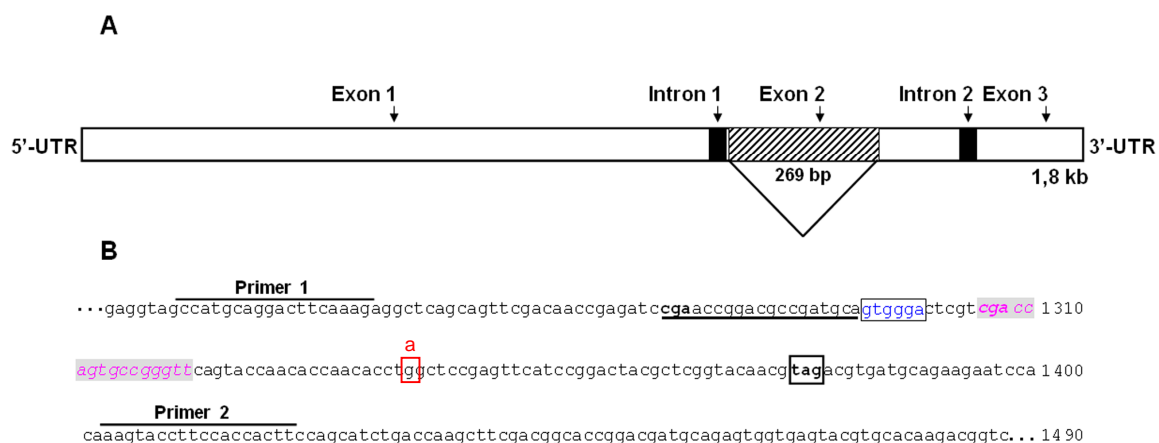 A
Exon 1 Intron 1 Exon 2 Intron 2 Exon 3
5'-UTR 3'-UTR
269 bp
1,8 kb
B
Primer 1
...gaggtagccatgcaggacttcaaagaggctcagcagttcgacaaccgagatccgaaccggacgccgatgcagtgggactcgtcgacc 1310
a
agtgccgggttcagtaccaacaccaacacctggctccgagttcatccggactacgctcggtacaacgtagacgtgatgcagaagaatcca 1400
Primer 2
caaagtaccttccaccacttccagcatctgaccaagcttcgacggcaccggacgatgcagagtggtgagtacgtgcacaagacggtc... 1490